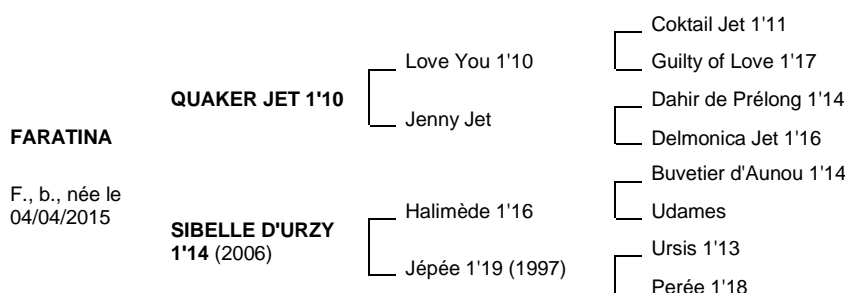 Coktail Jet 1'11
Love You 1'10
Guilty of Love 1'17
QUAKER JET 1'10
Dahir de Prélong 1'14
Jenny Jet
FARATINA
Delmonica Jet 1'16
Buvetier d'Aunou 1'14
F., b., née le
04/04/2015
Halimède 1'16
Udames
SIBELLE D'URZY
1'14 (2006)
Ursis 1'13
Jépée 1'19 (1997)
Perée 1'18